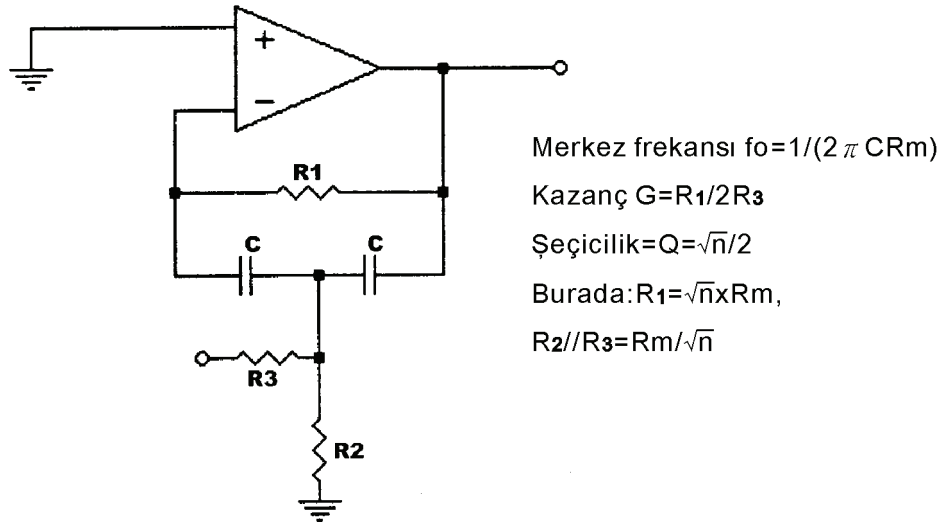 +
−
R1
C C
R3
R2
Merkez frekansı fo=1/(2 π CRm)
Kazanç G=R1/2R3
Şeçicilik=Q=√n/2
Burada:R1=√nxRm,
R2//R3=Rm/√n